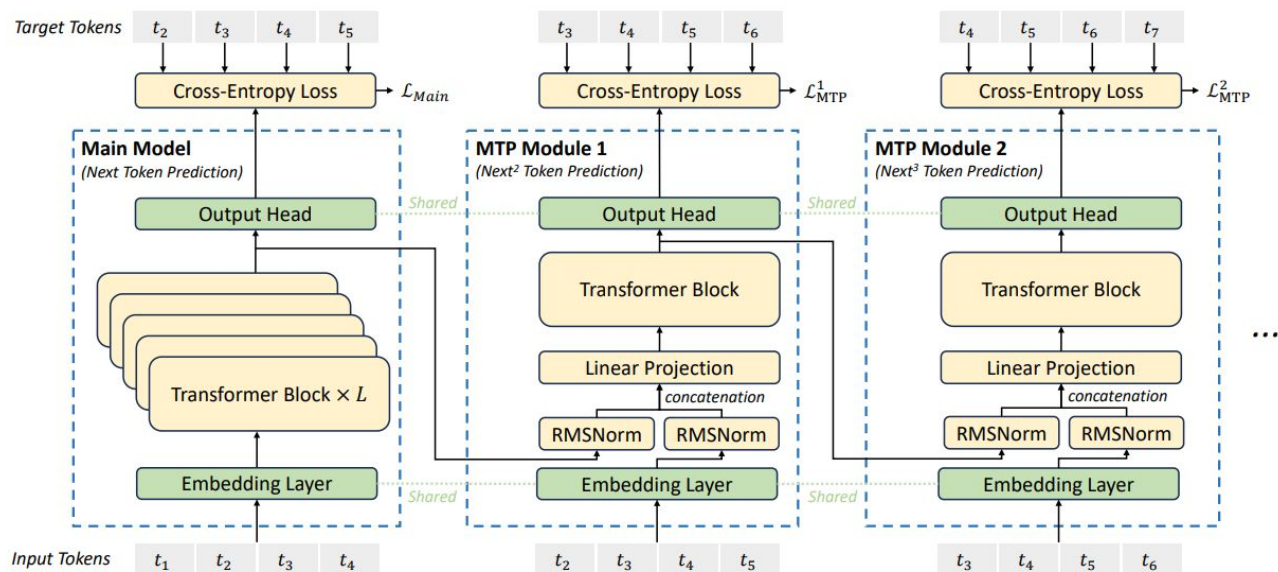 Target Tokens t₂ t₃ t₄ t₅ t₃ t₄ t₅ t₆ t₄ t₅ t₆ t₇
Cross-Entropy Loss ℒ_Main Cross-Entropy Loss ℒ¹_MTP Cross-Entropy Loss ℒ²_MTP
Main Model MTP Module 1 MTP Module 2
(Next Token Prediction) (Next² Token Prediction) (Next³ Token Prediction)
Output Head Shared Output Head Shared Output Head
Transformer Block Transformer Block
...
Linear Projection Linear Projection
Transformer Block × L concatenation concatenation
RMSNorm RMSNorm RMSNorm RMSNorm
Embedding Layer Shared Embedding Layer Shared Embedding Layer
Input Tokens t₁ t₂ t₃ t₄ t₂ t₃ t₄ t₅ t₃ t₄ t₅ t₆